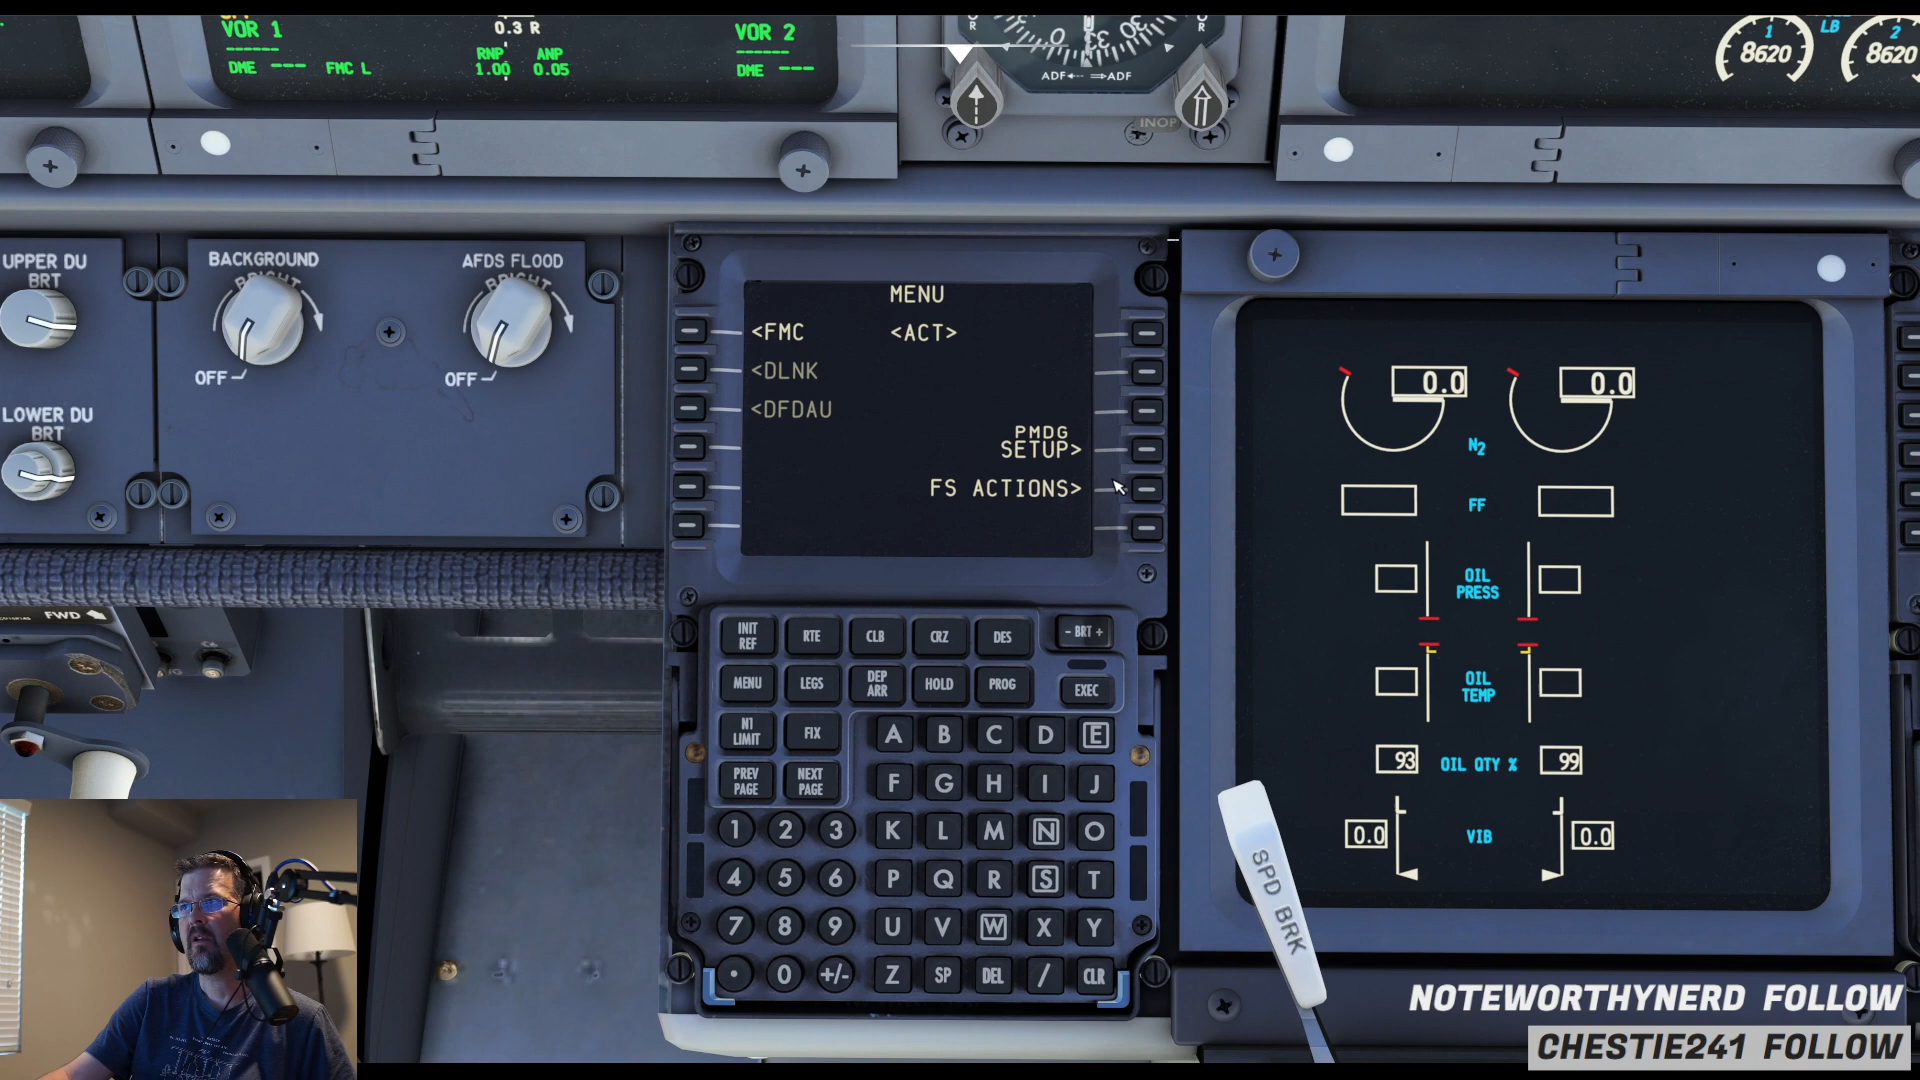 VOR 1
------
DME ---
FMC L
0.3 R
RNP ANP
1.00 0.05
VOR 2
------
DME ---
0 33 30
ADF ADF
INOP
1 LB 2
8620 8620
UPPER DU
BRT
LOWER DU
BRT
BACKGROUND
BRIGHT
OFF
AFDS FLOOD
BRIGHT
OFF
FWD
MENU
<FMC <ACT>
<DLNK
<DFDAU
PMDG
SETUP>
FS ACTIONS>
INIT REF
RTE
CLB
CRZ
DES
- BRT +
MENU
LEGS
DEP ARR
HOLD
PROG
EXEC
N1 LIMIT
FIX
A B C D E
PREV PAGE
NEXT PAGE
F G H I J
1 2 3 K L M N O
4 5 6 P Q R S T
7 8 9 U V W X Y
. 0 +/- Z SP DEL / CLR
0.0 0.0
N2
FF
OIL
PRESS
OIL
TEMP
93 OIL QTY % 99
0.0 VIB 0.0
SPD BRK
NOTEWORTHYNERD FOLLOW
CHESTIE241 FOLLOW